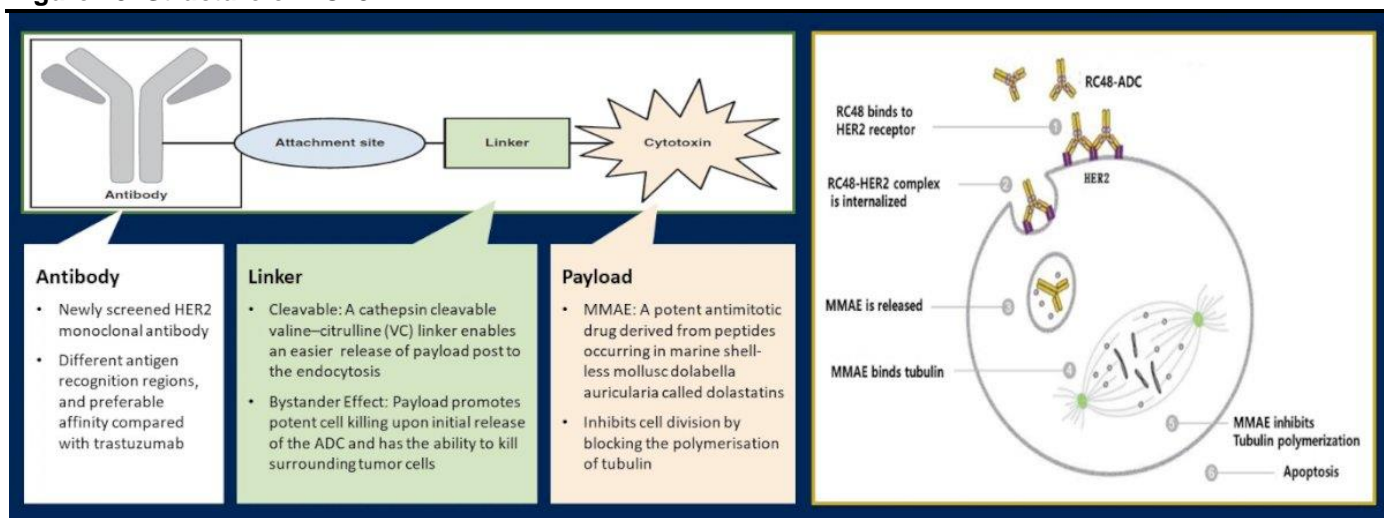 Antibody
Attachment site
Linker
Cytotoxin
Antibody
• Newly screened HER2
monoclonal antibody
• Different antigen
recognition regions,
and preferable
affinity compared
with trastuzumab
Linker
• Cleavable: A cathepsin cleavable
valine–citrulline (VC) linker enables
an easier release of payload post to
the endocytosis
• Bystander Effect: Payload promotes
potent cell killing upon initial release
of the ADC and has the ability to kill
surrounding tumor cells
Payload
• MMAE: A potent antimitotic
drug derived from peptides
occurring in marine shell-
less mollusc dolabella
auricularia called dolastatins
• Inhibits cell division by
blocking the polymerisation
of tubulin
RC48-ADC
RC48 binds to
HER2 receptor
1
HER2
RC48-HER2 complex
is internalized
2
MMAE is released
3
MMAE binds tubulin
4
5
MMAE inhibits
Tubulin polymerization
6
Apoptosis